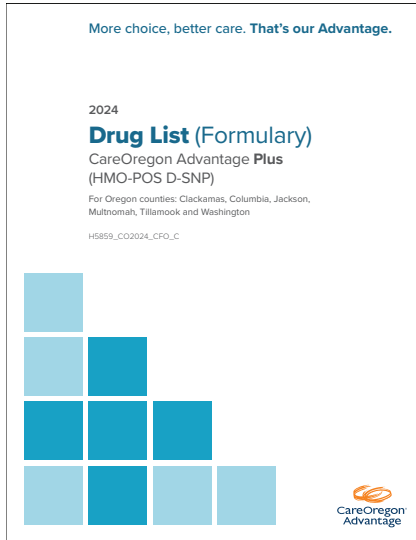 More choice, better care. That's our Advantage.
2024
Drug List (Formulary)
CareOregon Advantage Plus
(HMO-POS D-SNP)
For Oregon counties: Clackamas, Columbia, Jackson,
Multnomah, Tillamook and Washington
H5859_CO2024_CFO_C
CareOregon®
Advantage